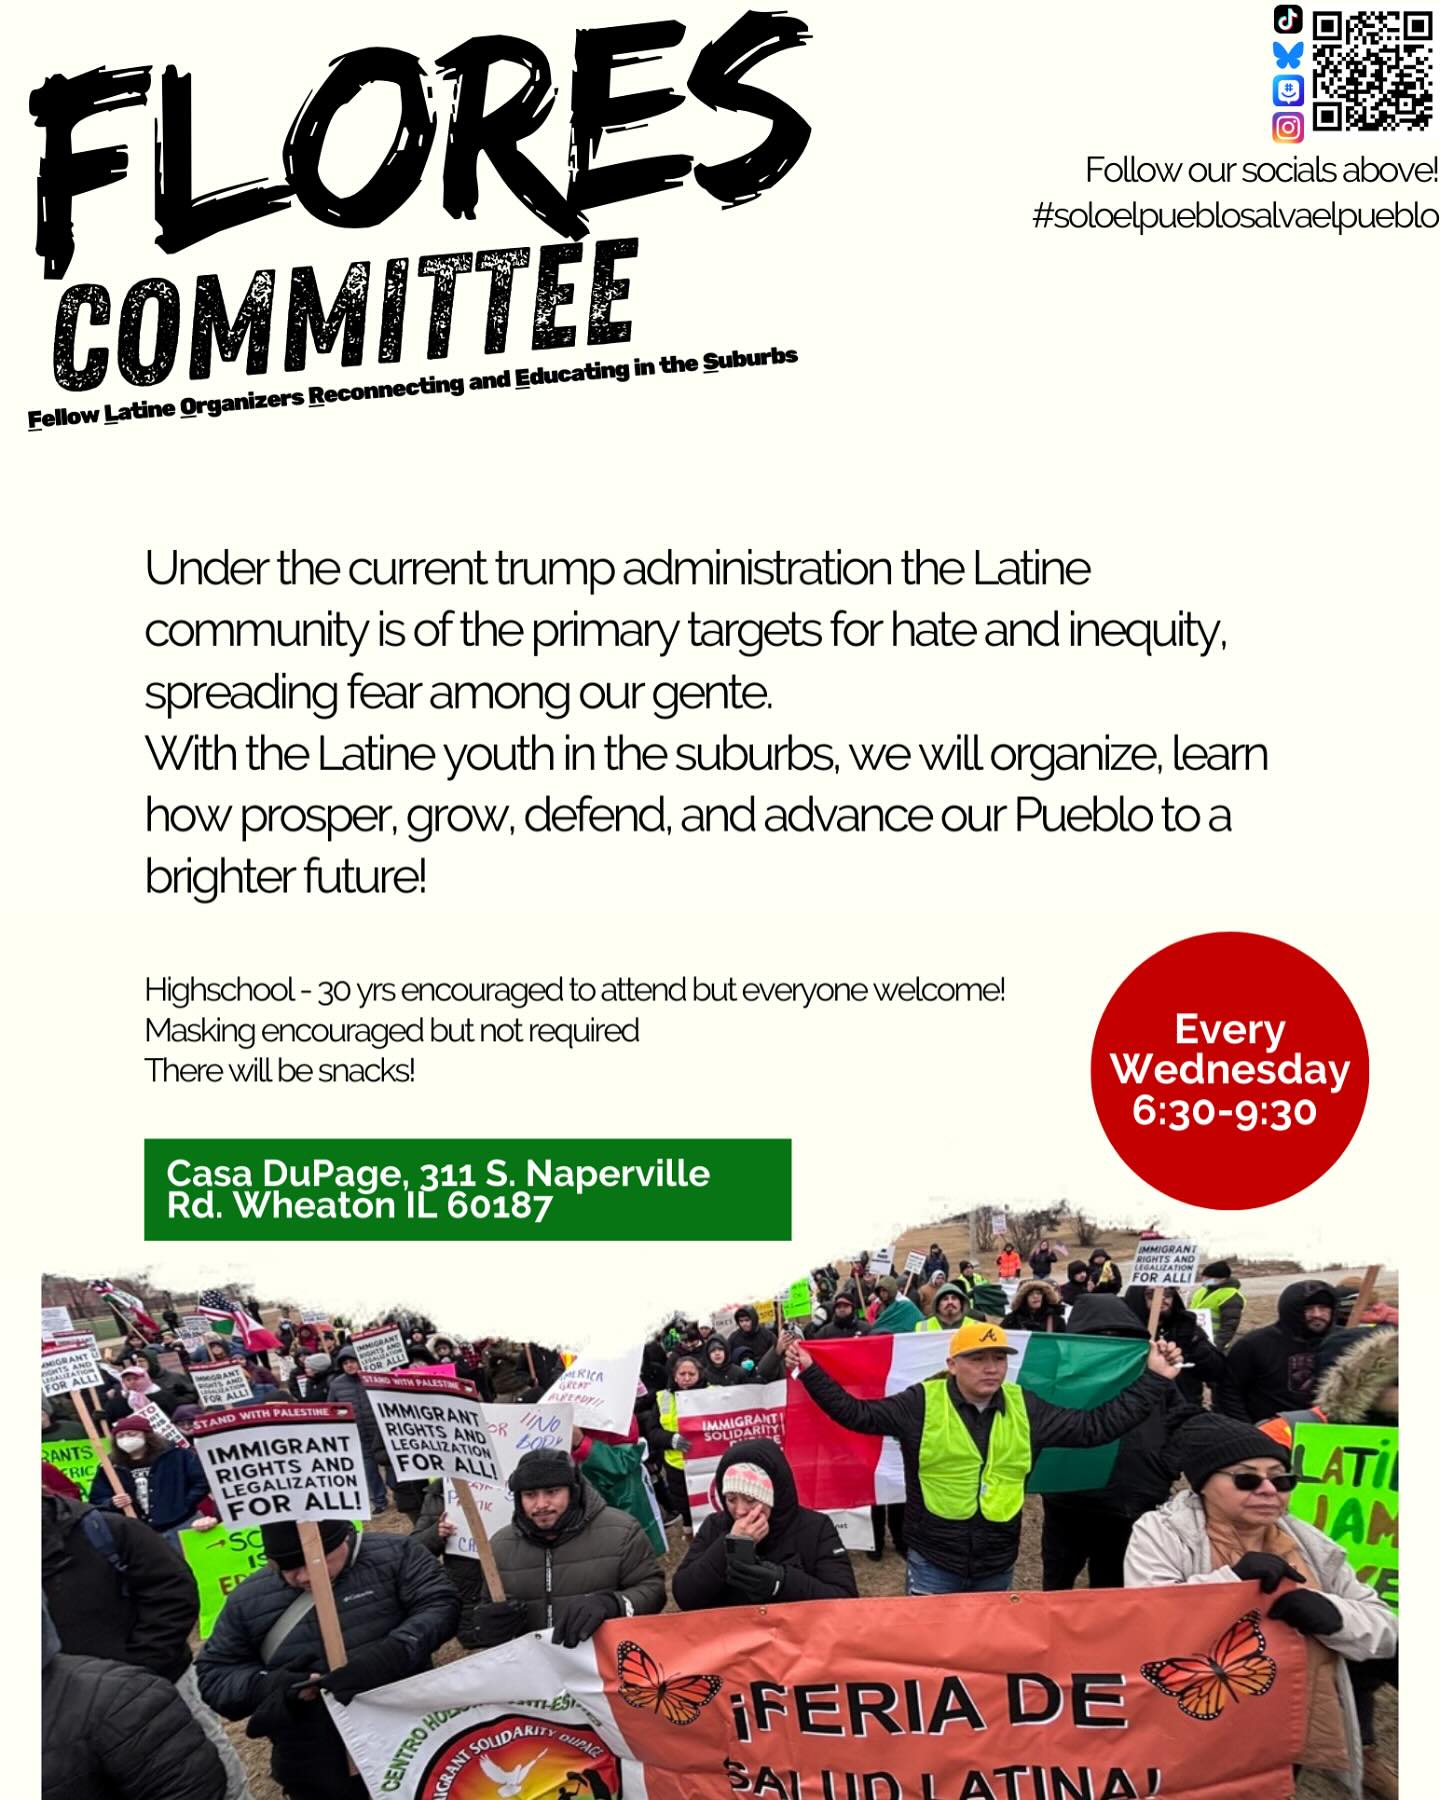 FLORES
COMMITTEE
Fellow Latine Organizers Reconnecting and Educating in the Suburbs
Follow our socials above!
#soloelpueblosalvaelpueblo
Under the current trump administration the Latine
community is of the primary targets for hate and inequity,
spreading fear among our gente.
With the Latine youth in the suburbs, we will organize, learn
how prosper, grow, defend, and advance our Pueblo to a
brighter future!
Highschool - 30 yrs encouraged to attend but everyone welcome!
Masking encouraged but not required
There will be snacks!
Every
Wednesday
6:30-9:30
Casa DuPage, 311 S. Naperville
Rd. Wheaton IL 60187
IMMIGRANT
RIGHTS AND
LEGALIZATION
FOR ALL!
IMMIGRANT
RIGHTS AND
LEGALIZATION
FOR ALL!
STAND WITH PALESTINE
IMMIGRANT
RIGHTS AND
LEGALIZATION
FOR ALL!
STAND WITH PALESTINE
IMMIGRANT
RIGHTS AND
LEGALIZATION
FOR ALL!
GREAT
ALREADY!!
!!NO
BODY
IMMIGRANT
SOLIDARITY
¡FERIA DE
SALUD LATINA!
CENTRO
SOLIDARITY DUPAGE